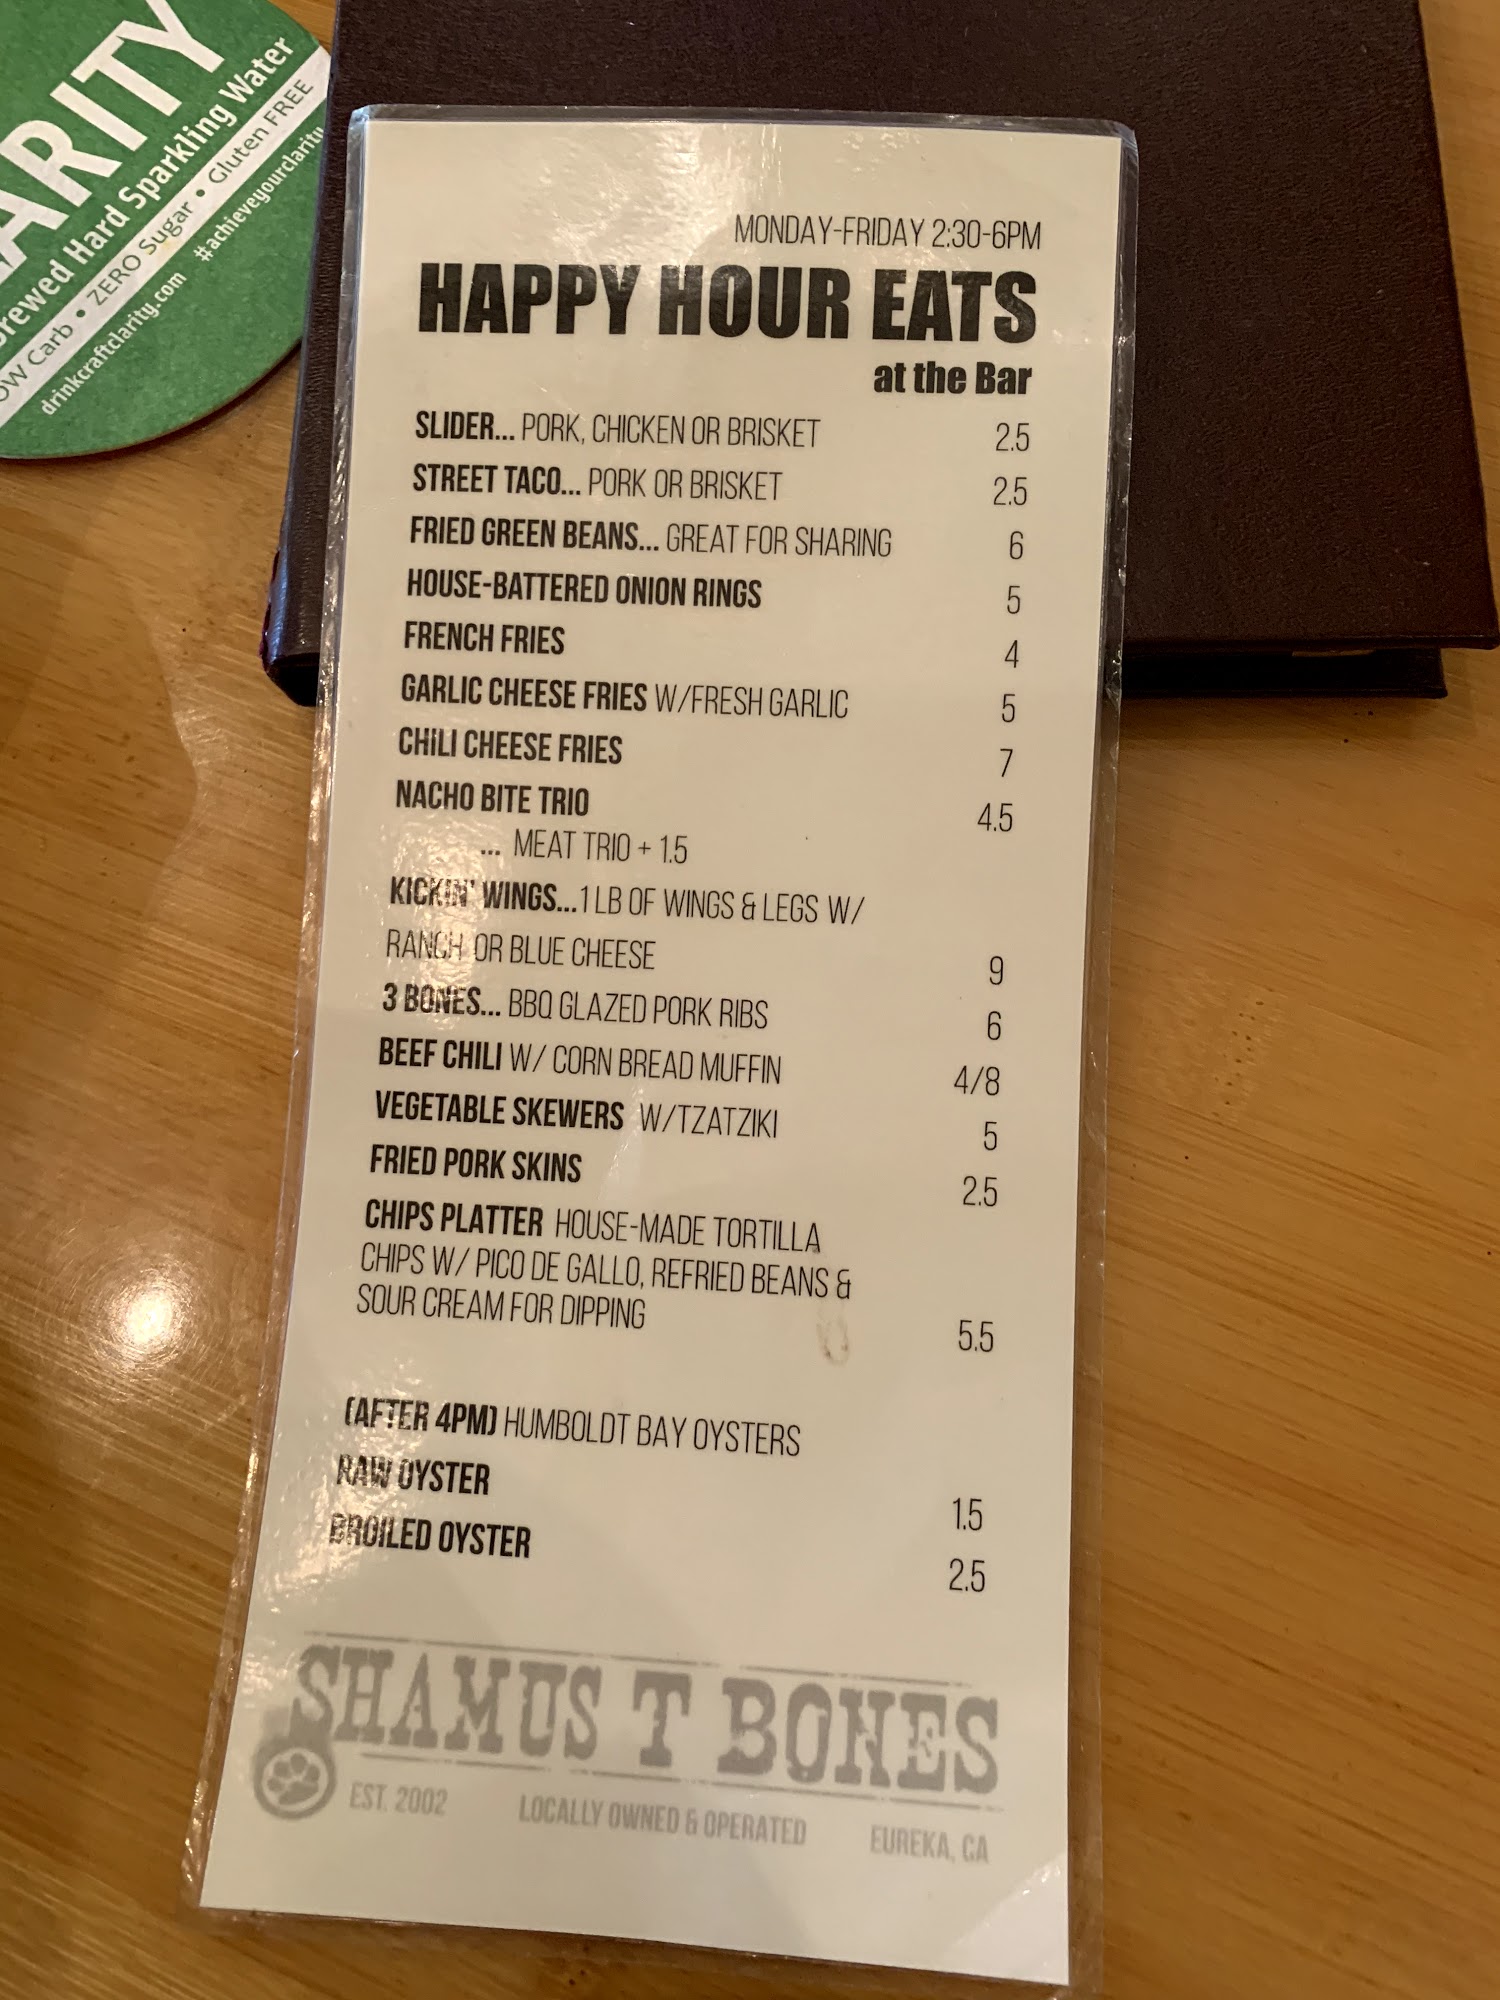 ARITY
Brewed Hard Sparkling Water
Low Carb • ZERO Sugar • Gluten FREE
drinkcraftclarity.com #achieveyourclarity
MONDAY-FRIDAY 2:30-6PM
HAPPY HOUR EATS
at the Bar
SLIDER... PORK, CHICKEN OR BRISKET 2.5
STREET TACO... PORK OR BRISKET 2.5
FRIED GREEN BEANS... GREAT FOR SHARING 6
HOUSE-BATTERED ONION RINGS 5
FRENCH FRIES 4
GARLIC CHEESE FRIES W/FRESH GARLIC 5
CHILI CHEESE FRIES 7
NACHO BITE TRIO 4.5
... MEAT TRIO + 1.5
KICKIN' WINGS...1 LB OF WINGS & LEGS W/
RANCH OR BLUE CHEESE 9
3 BONES... BBQ GLAZED PORK RIBS 6
BEEF CHILI W/ CORN BREAD MUFFIN 4/8
VEGETABLE SKEWERS W/TZATZIKI 5
FRIED PORK SKINS 2.5
CHIPS PLATTER HOUSE-MADE TORTILLA
CHIPS W/ PICO DE GALLO, REFRIED BEANS &
SOUR CREAM FOR DIPPING 5.5
(AFTER 4PM) HUMBOLDT BAY OYSTERS
RAW OYSTER 1.5
BROILED OYSTER 2.5
SHAMUS T BONES
EST. 2002 LOCALLY OWNED & OPERATED EUREKA, CA